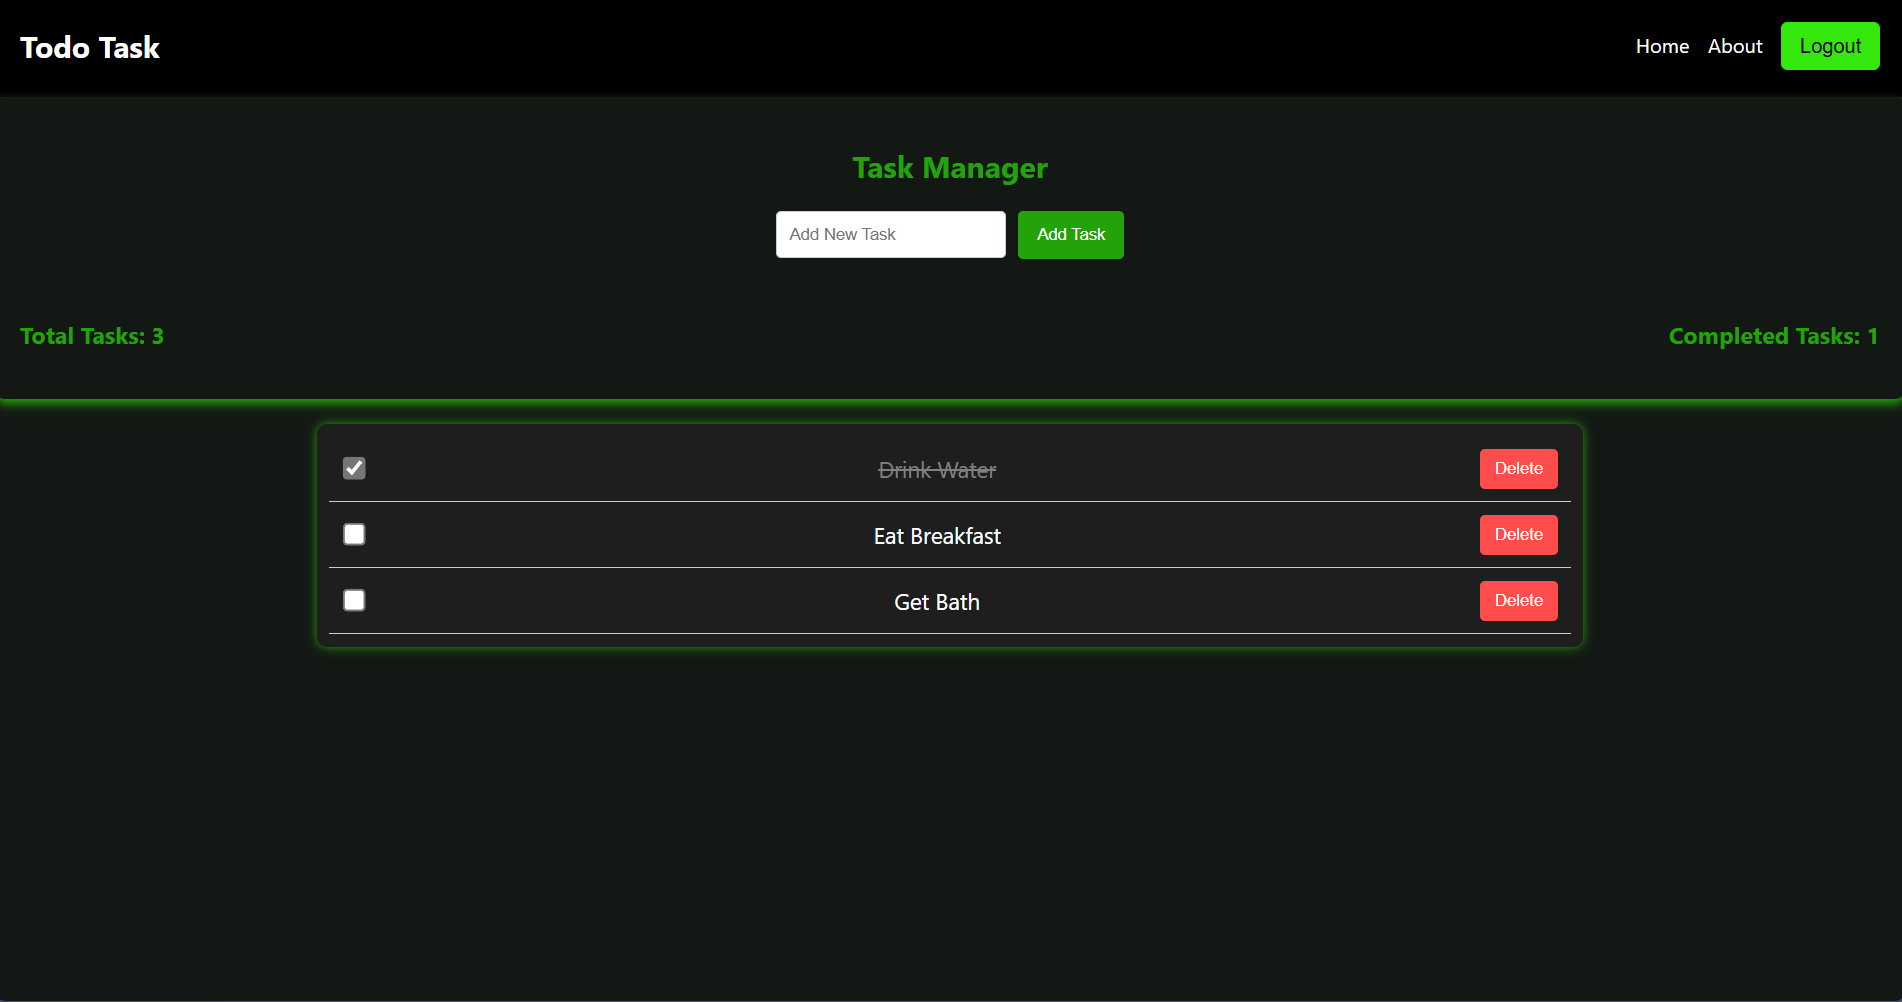 Todo Task
Home About Logout
Task Manager
Add New Task Add Task
Total Tasks: 3 Completed Tasks: 1
Drink Water Delete
Eat Breakfast Delete
Get Bath Delete